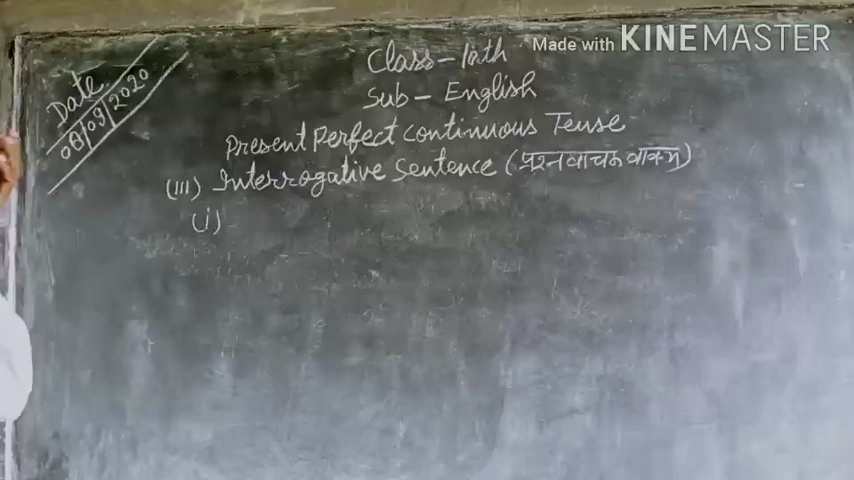 Made with KINEMASTER
Date
08/09/2020
Class-12th
Sub- English
Present Perfect continuous Tense
(III) Interrogative Sentence (प्रश्नवाचक वाक्य)
(i)